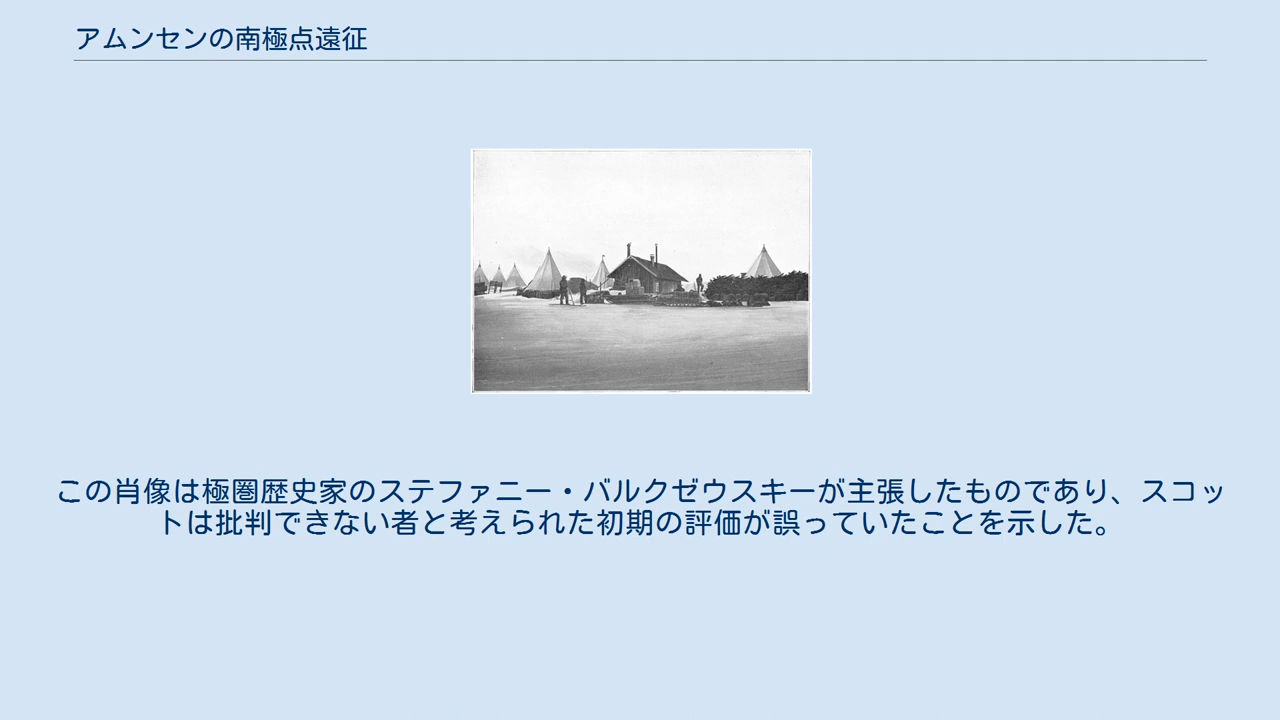 アムンセンの南極点遠征
この肖像は極圏歴史家のステファニー・バルクゼウスキーが主張したものであり、スコッ
トは批判できない者と考えられた初期の評価が誤っていたことを示した。